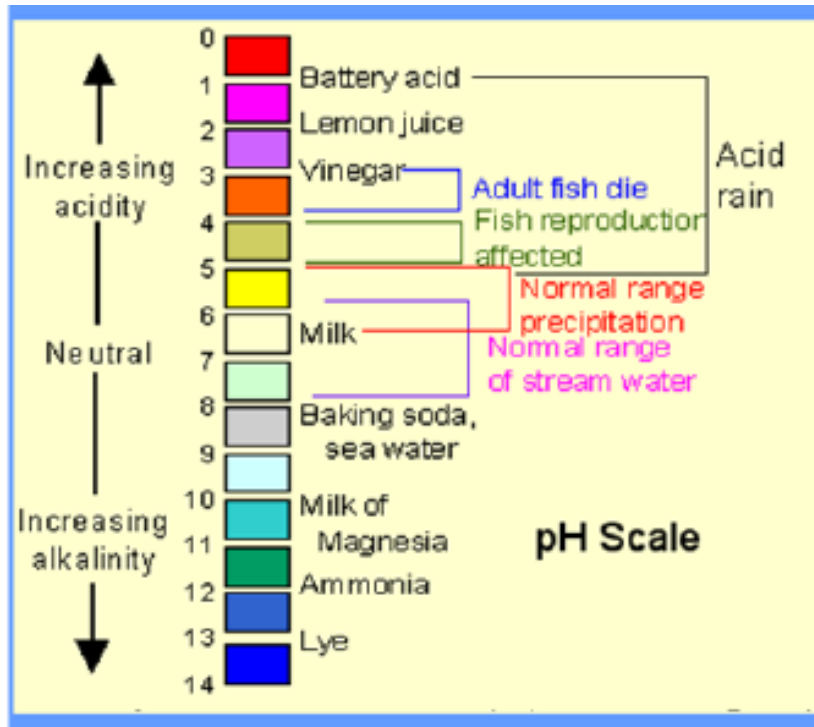 0
1
2
3
4
5
6
7
8
9
10
11
12
13
14
Increasing
acidity
Neutral
Increasing
alkalinity
Battery acid
Lemon juice
Vinegar
Milk
Baking soda,
sea water
Milk of
Magnesia
Ammonia
Lye
Adult fish die
Fish reproduction
affected
Normal range
precipitation
Normal range
of stream water
Acid
rain
pH Scale